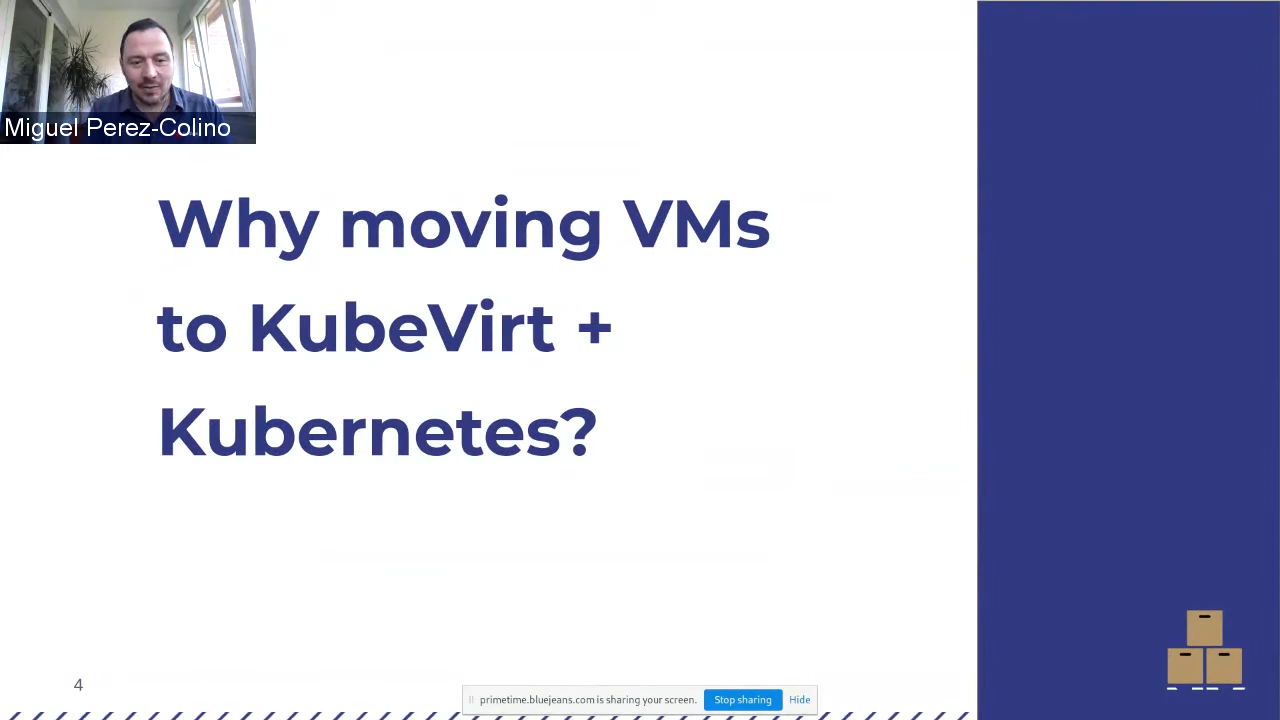 Miguel Perez-Colino
Why moving VMs
to KubeVirt +
Kubernetes?
4
primetime.bluejeans.com is sharing your screen.
Stop sharing
Hide